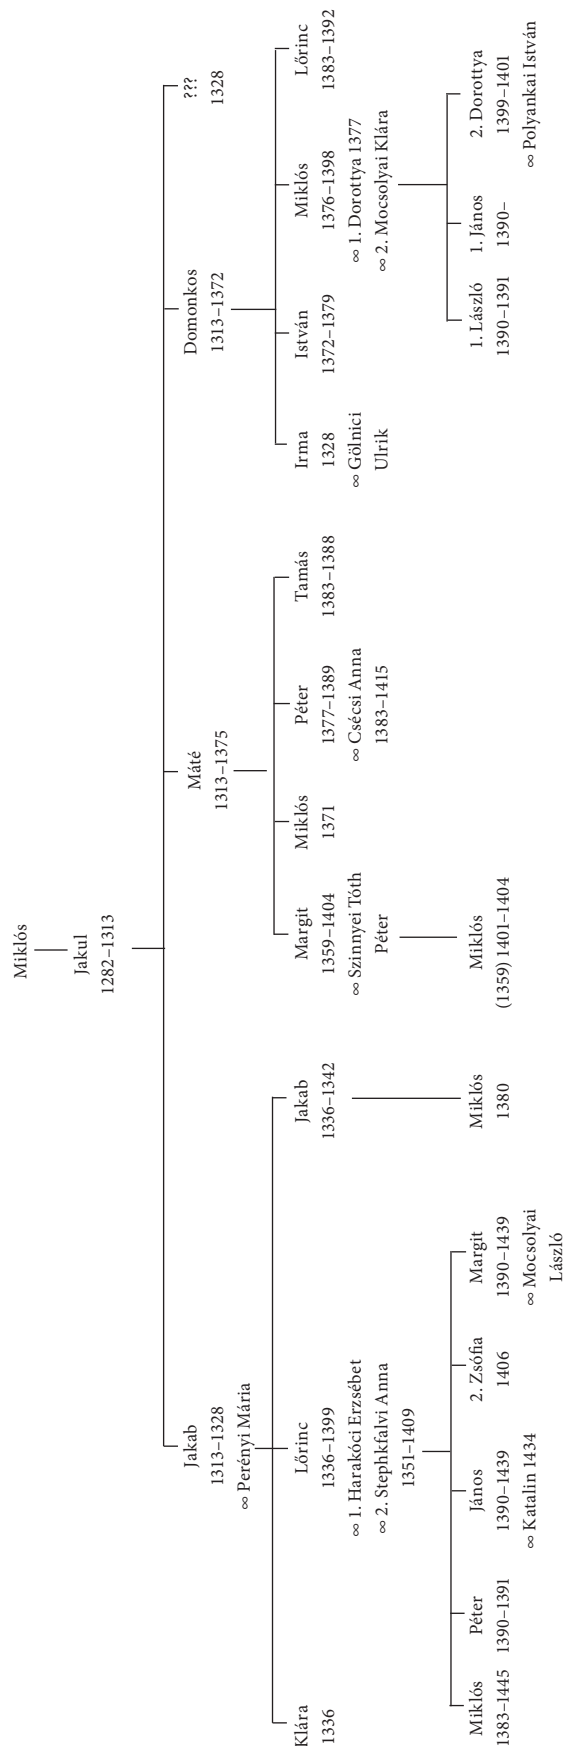 Miklós
Jakul
1282–1313
Jakab
1313–1328
∞ Perényi Mária
Máté
1313–1375
Domonkos
1313–1372
???
1328
Klára
1336
Lőrinc
1336–1399
∞ 1. Harakóci Erzsébet
∞ 2. Stephkfalvi Anna
1351–1409
Jakab
1336–1342
Margit
1359–1404
∞ Szinnyei Tóth
Péter
Miklós
1371
Péter
1377–1389
∞ Csécsi Anna
1383–1415
Tamás
1383–1388
Irma
1328
∞ Gölnici
Ulrik
István
1372–1379
Miklós
1376–1398
∞ 1. Dorottya 1377
∞ 2. Mocsolyai Klára
Lőrinc
1383–1392
Miklós
1383–1445
Péter
1390–1391
János
1390–1439
∞ Katalin 1434
2. Zsófia
1406
Margit
1390–1439
∞ Mocsolyai
László
Miklós
1380
Miklós
(1359) 1401–1404
1. László
1390–1391
1. János
1390–
2. Dorottya
1399–1401
∞ Polyankai István